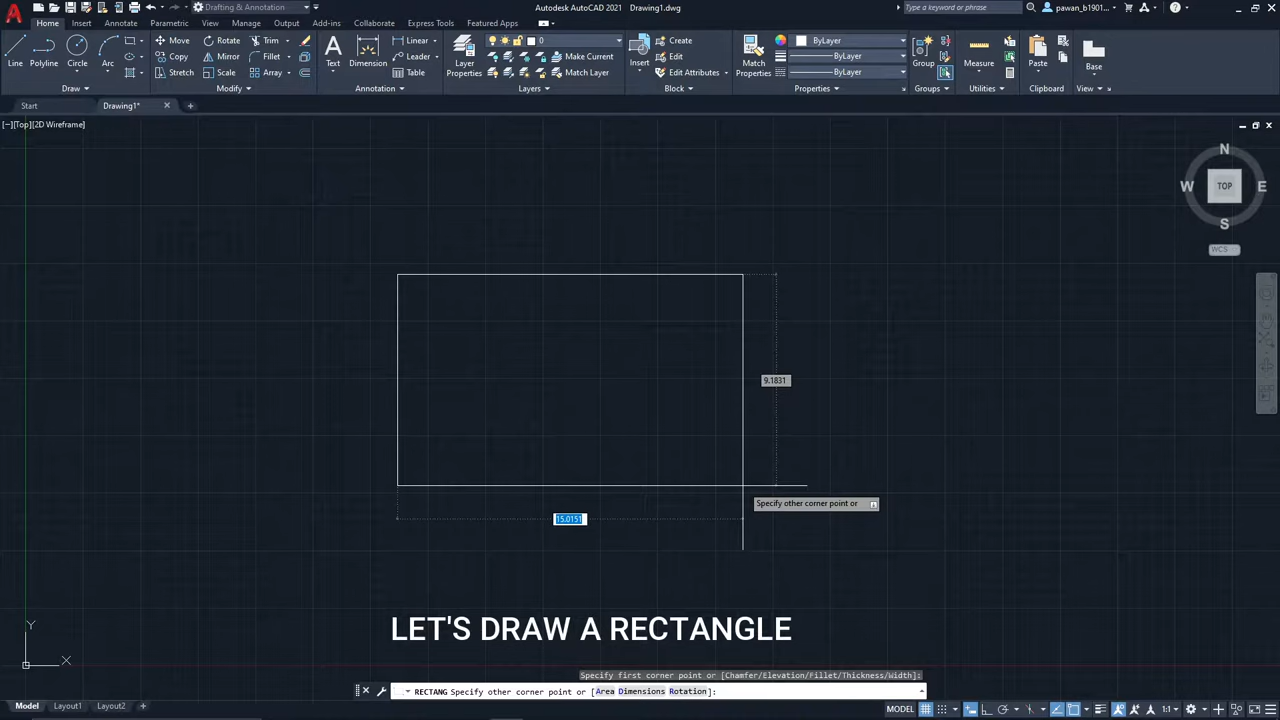 Drafting & Annotation
Autodesk AutoCAD 2021 Drawing1.dwg
Type a keyword or phrase
pawan_b1901...
Home Insert Annotate Parametric View Manage Output Add-ins Collaborate Express Tools Featured Apps
Line Polyline Circle Arc
Move Rotate Trim
Copy Mirror Fillet
Stretch Scale Array
Text Dimension
Linear
Leader
Table
Layer Properties
0
Make Current
Match Layer
Insert
Create
Edit
Edit Attributes
Match Properties
ByLayer
ByLayer
ByLayer
Group
Measure
Paste
Base
Draw Modify Annotation Layers Block Properties Groups Utilities Clipboard View
Start Drawing1*
[−][Top][2D Wireframe]
N
W TOP E
S
WCS
9.1831
Specify other corner point or
15.0151
Y
X
LET'S DRAW A RECTANGLE
Specify first corner point or [Chamfer/Elevation/Fillet/Thickness/Width]:
RECTANG Specify other corner point or [Area Dimensions Rotation]:
Model Layout1 Layout2
MODEL 1:1